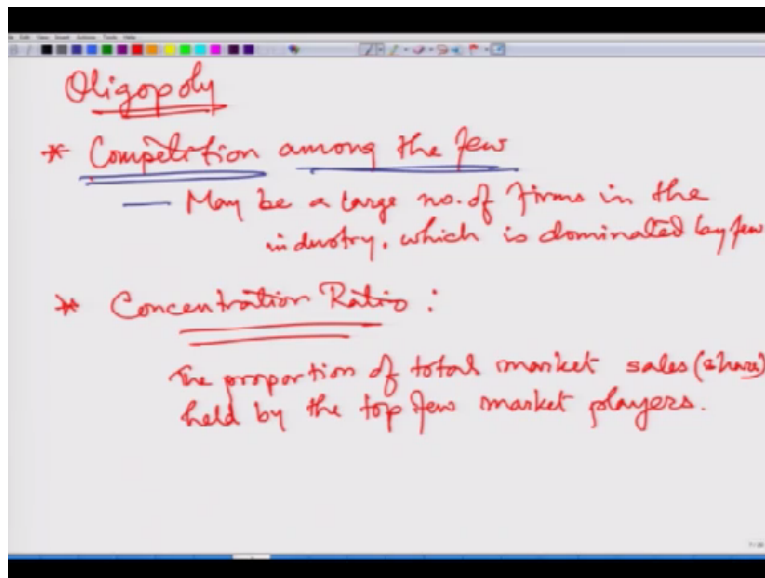 Oligopoly
* Competition among the few
— May be a large no. of firms in the
industry, which is dominated by few
* Concentration Ratio :
The proportion of total market sales (share)
held by the top few market players.